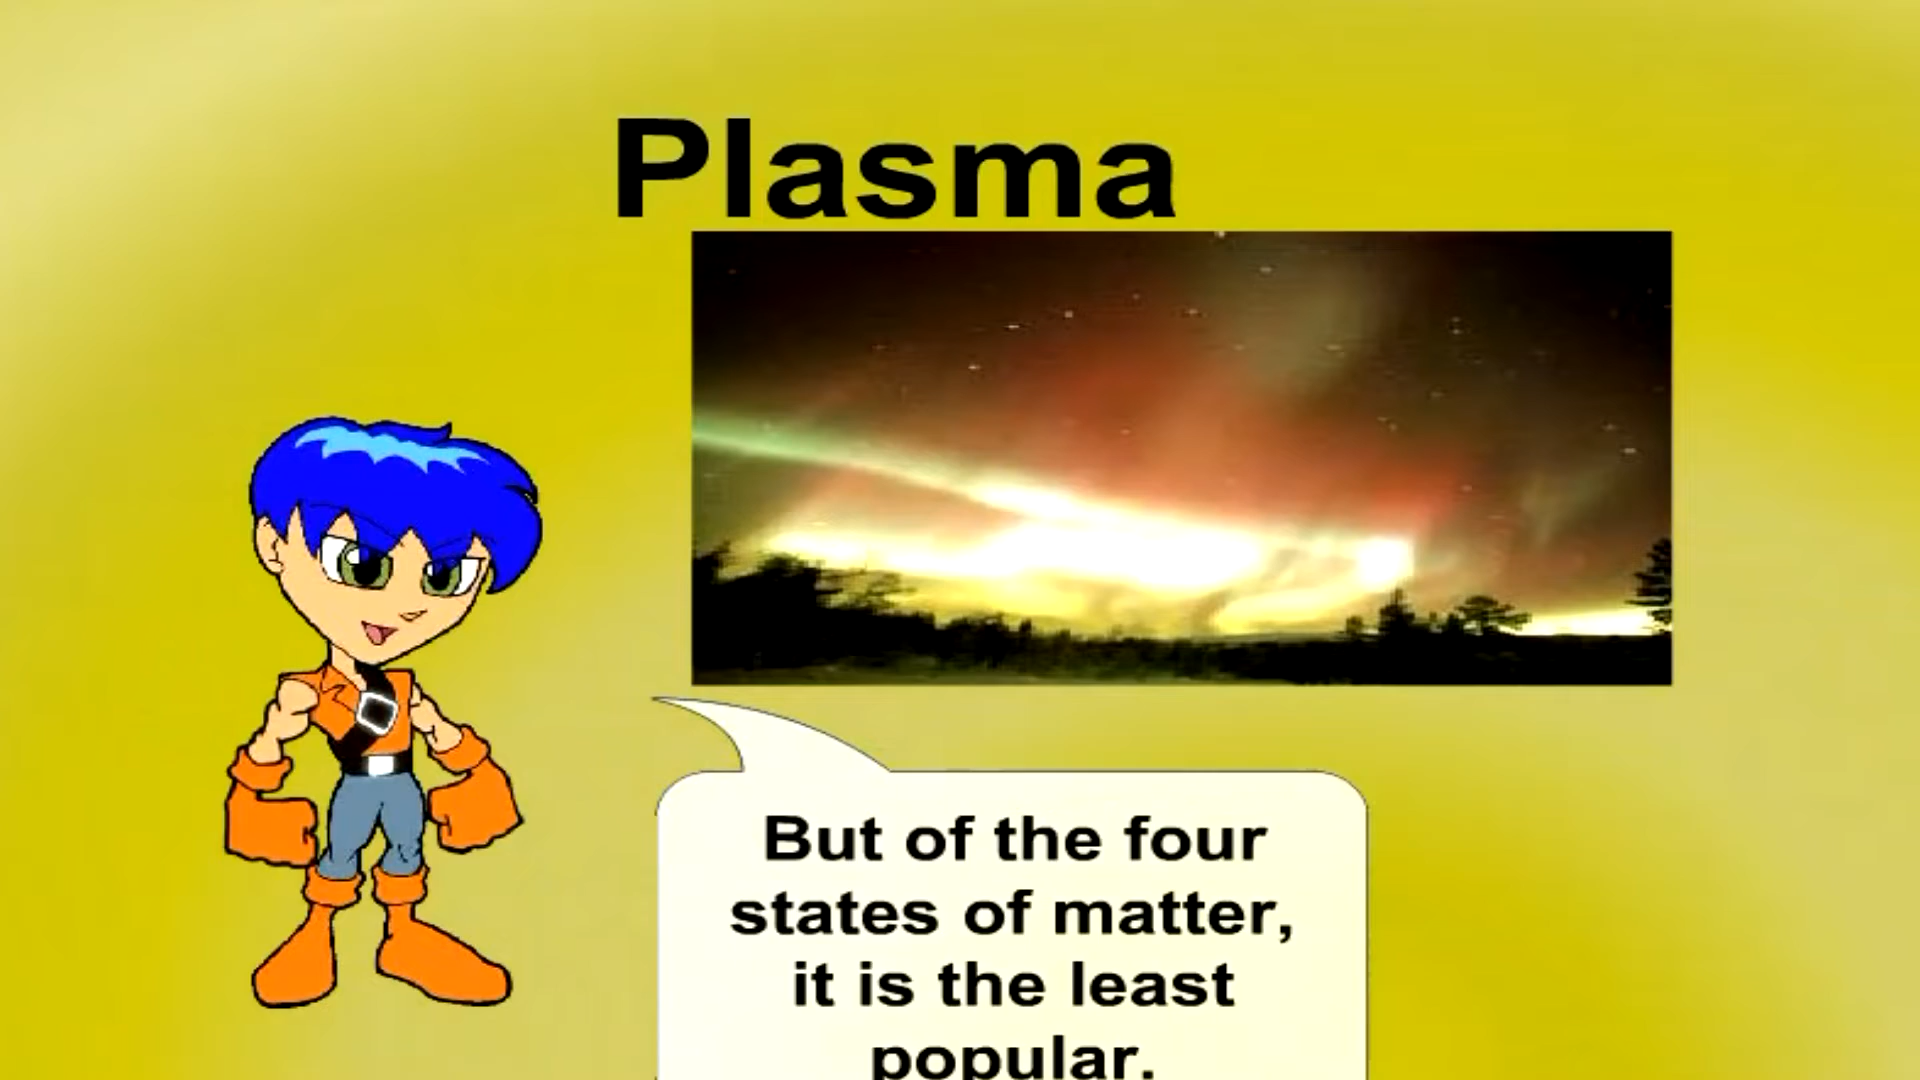 Plasma
But of the four
states of matter,
it is the least
popular.